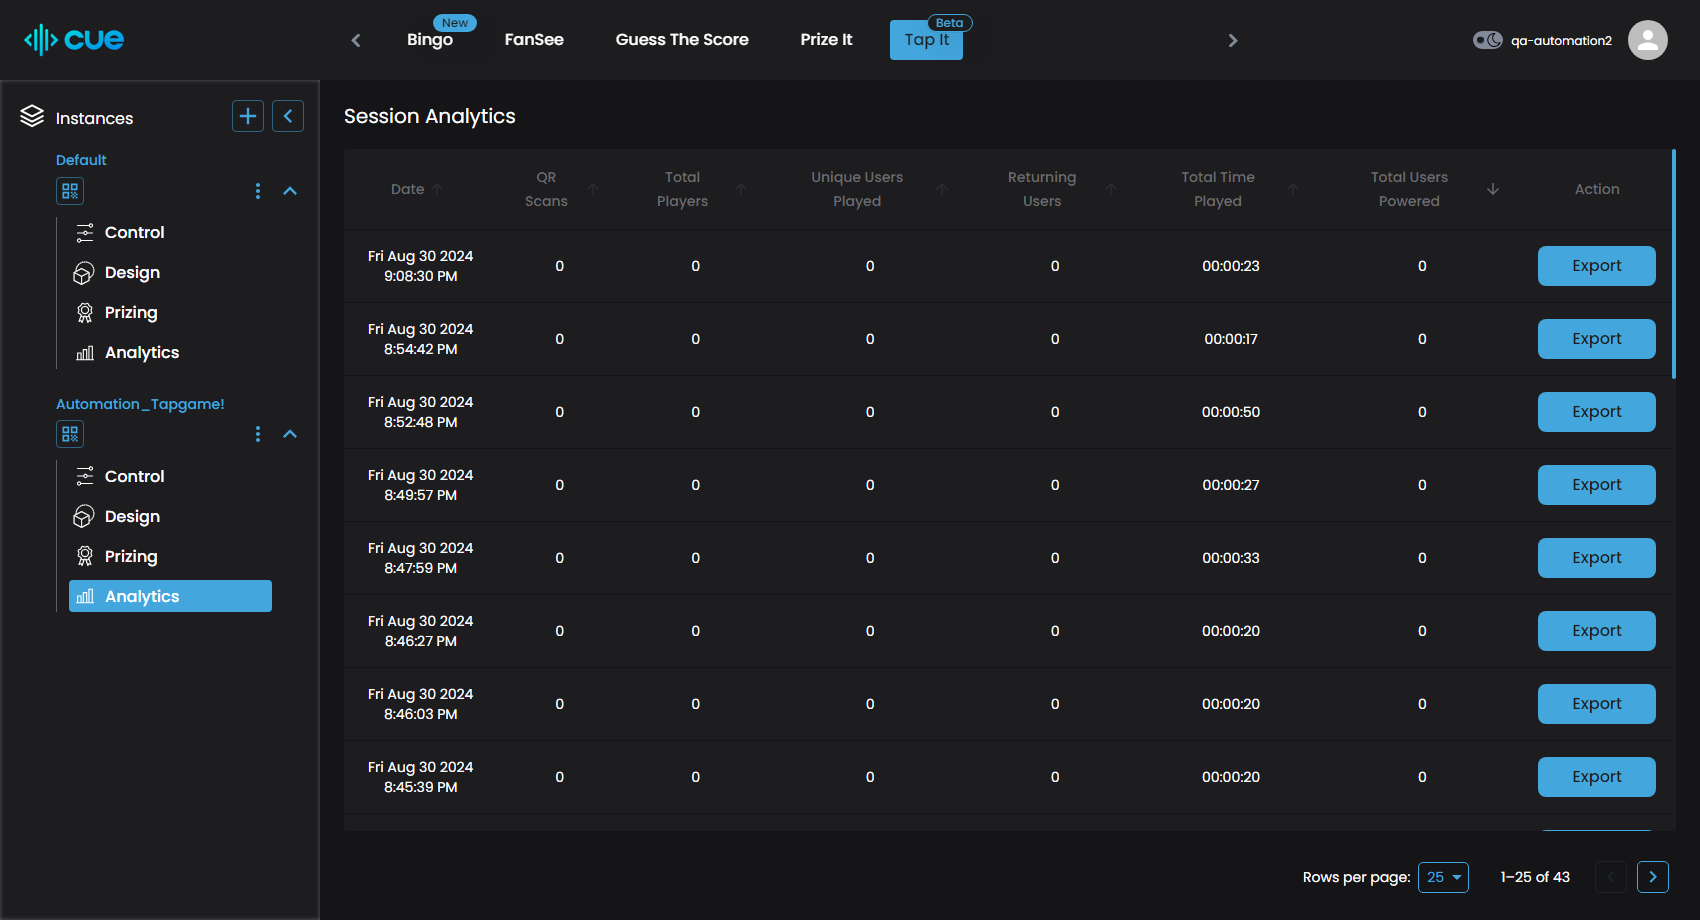 cue
New
Bingo
FanSee
Guess The Score
Prize It
Beta
Tap It
qa-automation2
Instances
Default
Control
Design
Prizing
Analytics
Automation_Tapgame!
Control
Design
Prizing
Analytics
Session Analytics
Date
QR
Scans
Total
Players
Unique Users
Played
Returning
Users
Total Time
Played
Total Users
Powered
Action
Fri Aug 30 2024
9:08:30 PM
0 0 0 0 00:00:23 0 Export
Fri Aug 30 2024
8:54:42 PM
0 0 0 0 00:00:17 0 Export
Fri Aug 30 2024
8:52:48 PM
0 0 0 0 00:00:50 0 Export
Fri Aug 30 2024
8:49:57 PM
0 0 0 0 00:00:27 0 Export
Fri Aug 30 2024
8:47:59 PM
0 0 0 0 00:00:33 0 Export
Fri Aug 30 2024
8:46:27 PM
0 0 0 0 00:00:20 0 Export
Fri Aug 30 2024
8:46:03 PM
0 0 0 0 00:00:20 0 Export
Fri Aug 30 2024
8:45:39 PM
0 0 0 0 00:00:20 0 Export
Rows per page: 25 1–25 of 43